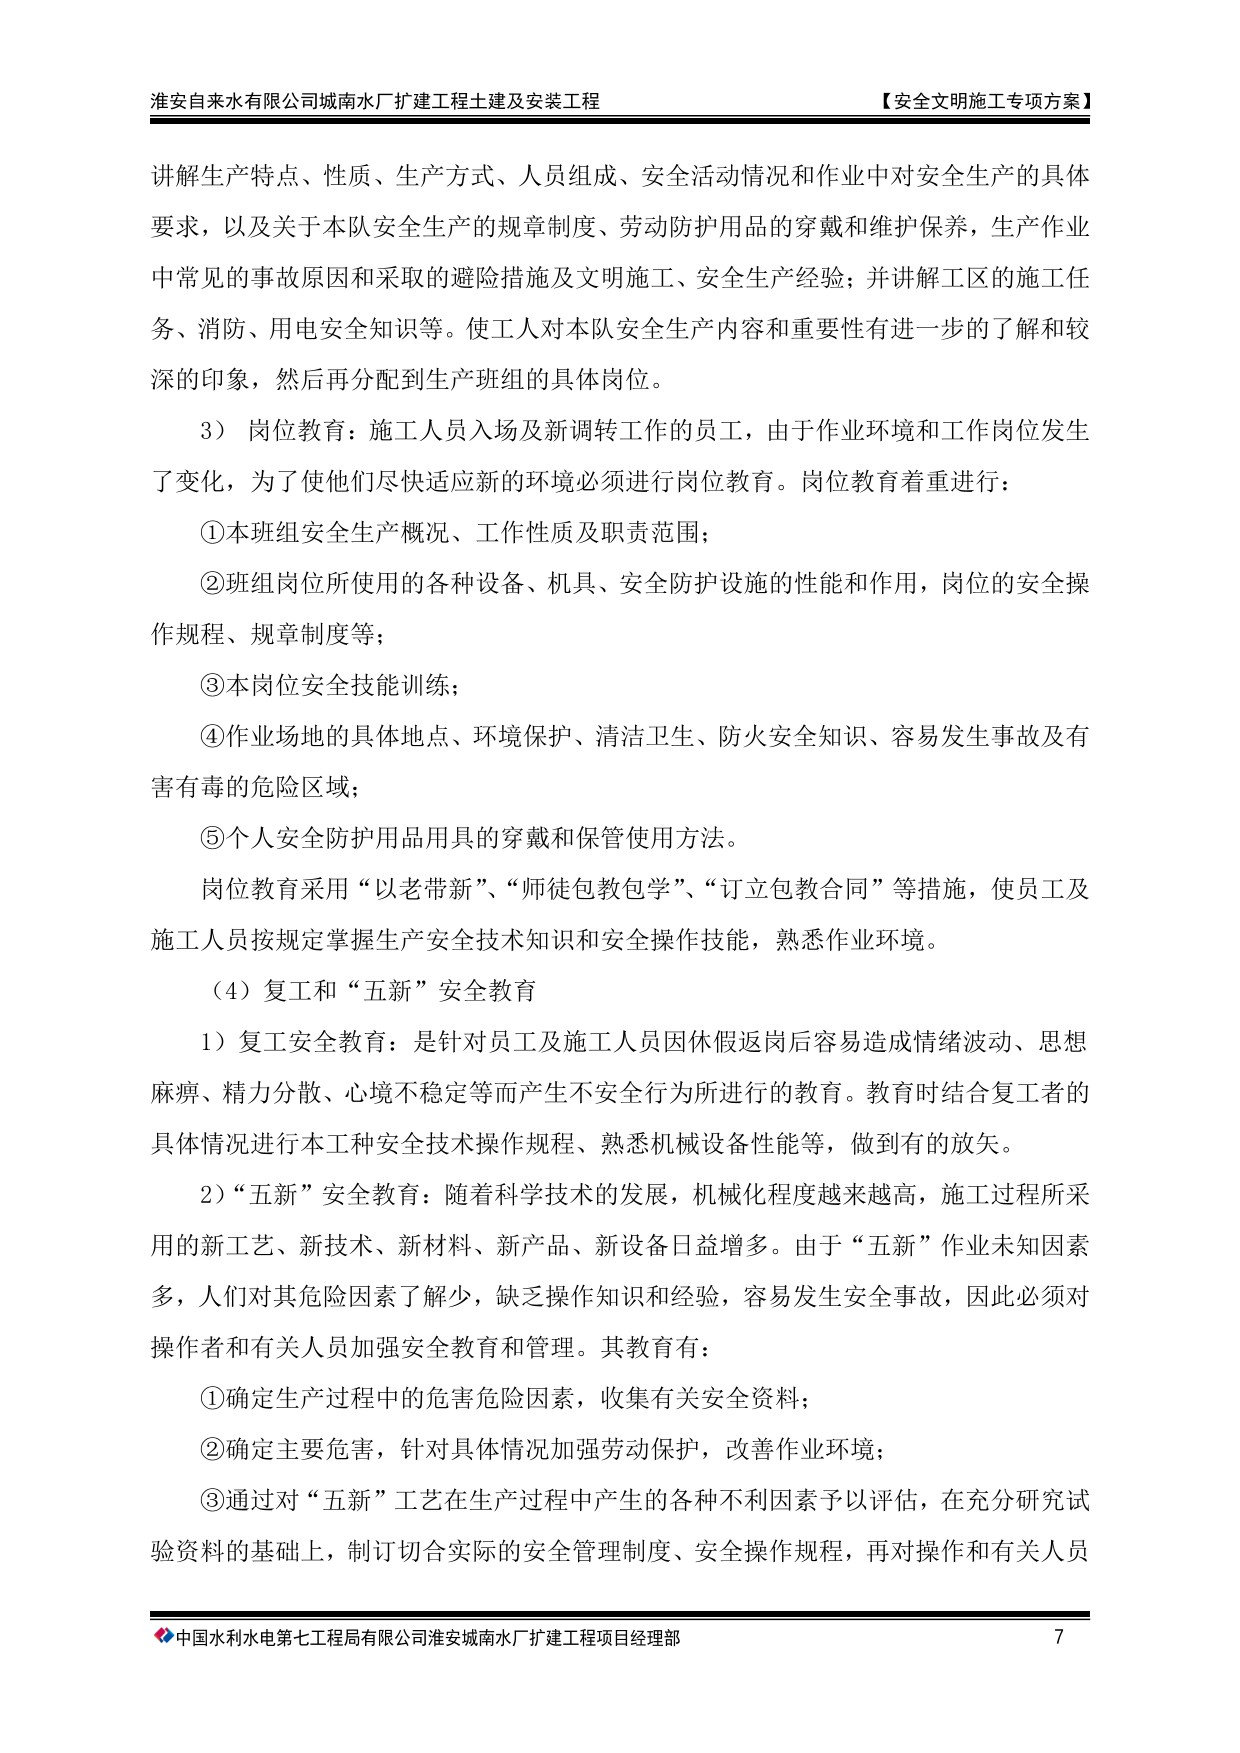 淮安自来水有限公司城南水厂扩建工程土建及安装工程 【安全文明施工专项方案】
讲解生产特点、性质、生产方式、人员组成、安全活动情况和作业中对安全生产的具体
要求，以及关于本队安全生产的规章制度、劳动防护用品的穿戴和维护保养，生产作业
中常见的事故原因和采取的避险措施及文明施工、安全生产经验；并讲解工区的施工任
务、消防、用电安全知识等。使工人对本队安全生产内容和重要性有进一步的了解和较
深的印象，然后再分配到生产班组的具体岗位。
3） 岗位教育：施工人员入场及新调转工作的员工，由于作业环境和工作岗位发生
了变化，为了使他们尽快适应新的环境必须进行岗位教育。岗位教育着重进行：
①本班组安全生产概况、工作性质及职责范围；
②班组岗位所使用的各种设备、机具、安全防护设施的性能和作用，岗位的安全操
作规程、规章制度等；
③本岗位安全技能训练；
④作业场地的具体地点、环境保护、清洁卫生、防火安全知识、容易发生事故及有
害有毒的危险区域；
⑤个人安全防护用品用具的穿戴和保管使用方法。
岗位教育采用“以老带新”、“师徒包教包学”、“订立包教合同”等措施，使员工及
施工人员按规定掌握生产安全技术知识和安全操作技能，熟悉作业环境。
（4）复工和“五新”安全教育
1）复工安全教育：是针对员工及施工人员因休假返岗后容易造成情绪波动、思想
麻痹、精力分散、心境不稳定等而产生不安全行为所进行的教育。教育时结合复工者的
具体情况进行本工种安全技术操作规程、熟悉机械设备性能等，做到有的放矢。
2）“五新”安全教育：随着科学技术的发展，机械化程度越来越高，施工过程所采
用的新工艺、新技术、新材料、新产品、新设备日益增多。由于“五新”作业未知因素
多，人们对其危险因素了解少，缺乏操作知识和经验，容易发生安全事故，因此必须对
操作者和有关人员加强安全教育和管理。其教育有：
①确定生产过程中的危害危险因素，收集有关安全资料；
②确定主要危害，针对具体情况加强劳动保护，改善作业环境；
③通过对“五新”工艺在生产过程中产生的各种不利因素予以评估，在充分研究试
验资料的基础上，制订切合实际的安全管理制度、安全操作规程，再对操作和有关人员
中国水利水电第七工程局有限公司淮安城南水厂扩建工程项目经理部 7